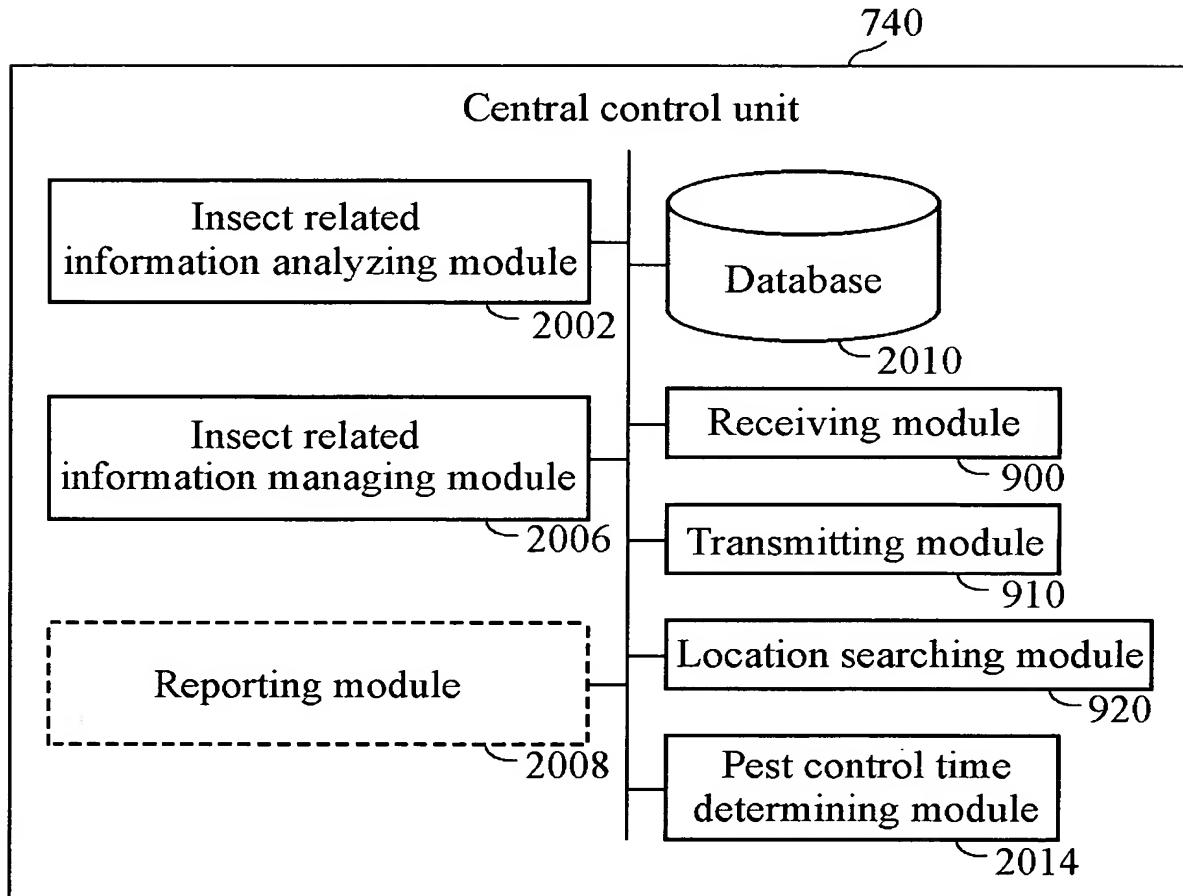 740
Central control unit
Insect related
information analyzing module
2002
Database
2010
Insect related
information managing module
2006
Receiving module
900
Transmitting module
910
Reporting module
2008
Location searching module
920
Pest control time
determining module
2014